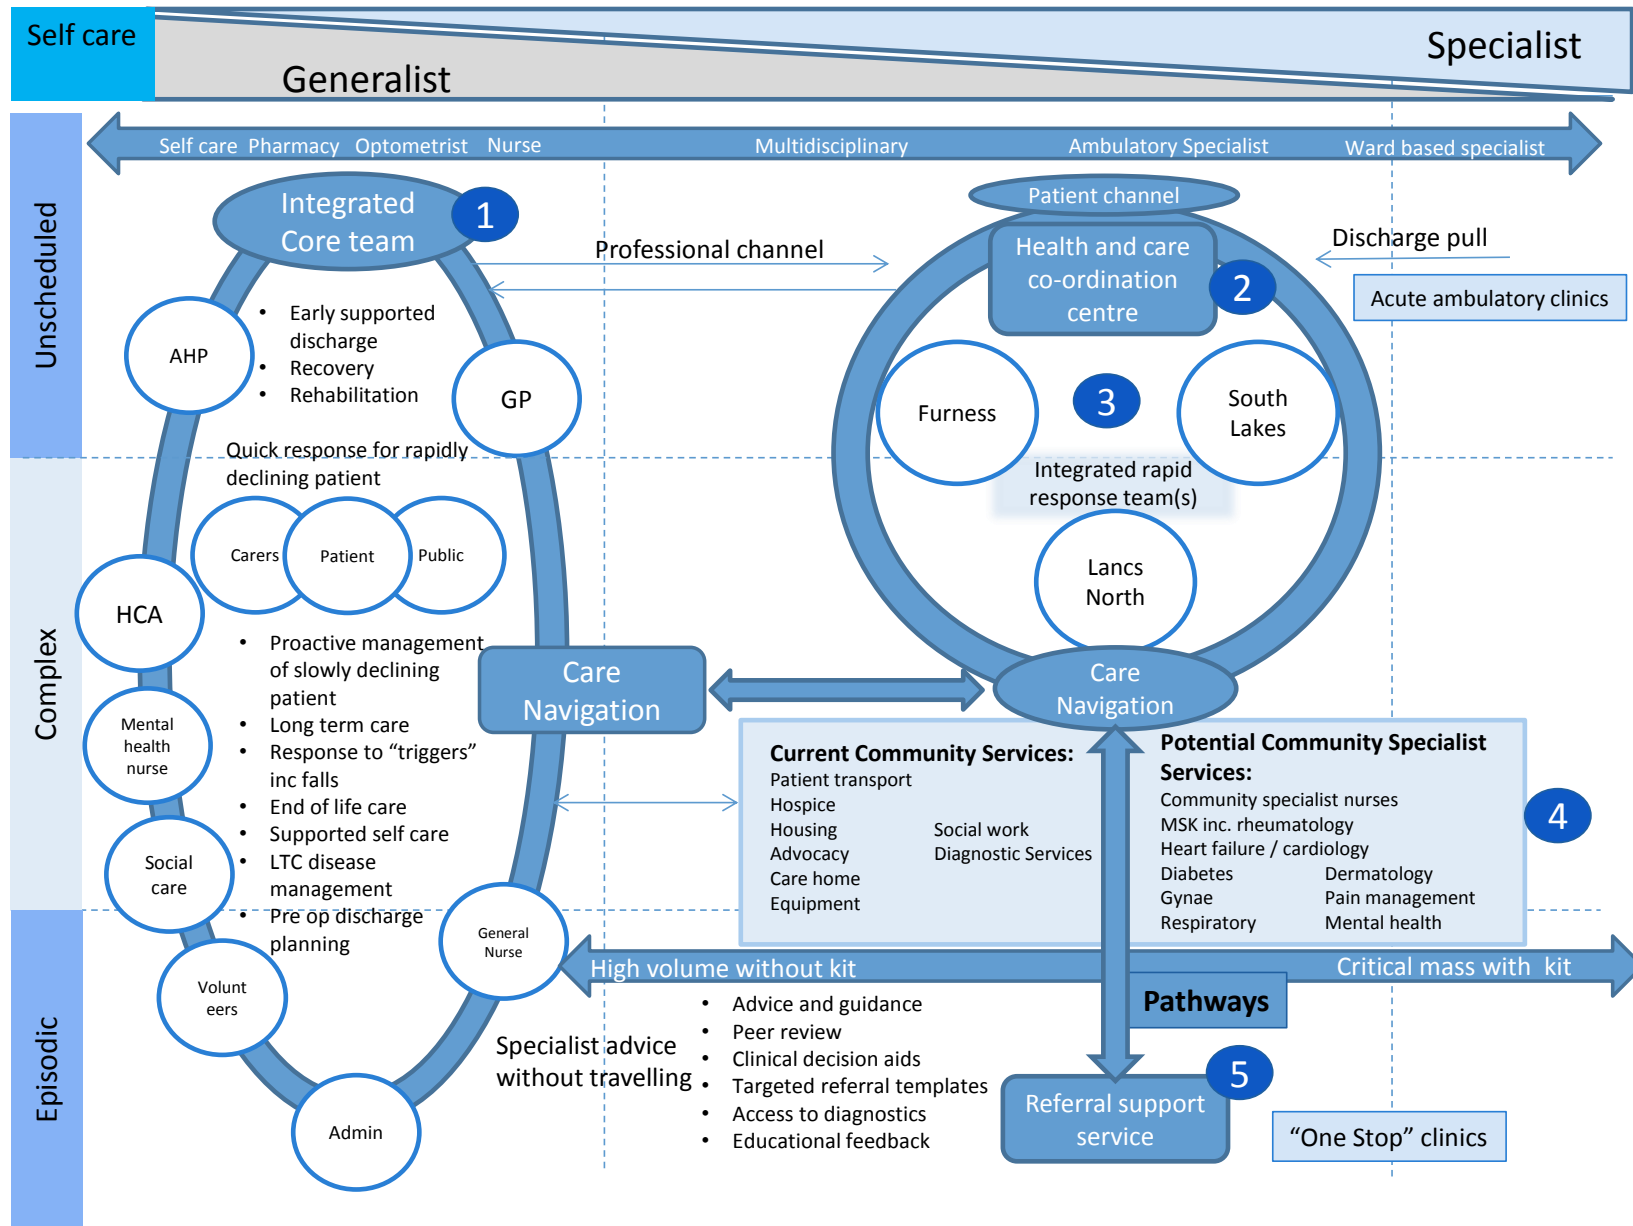 Self care
Generalist
Specialist
Self care Pharmacy Optometrist Nurse Multidisciplinary Ambulatory Specialist Ward based specialist
Unscheduled
Integrated
Core team
1
Professional channel
Patient channel
Health and care
co-ordination
centre
2
Discharge pull
Acute ambulatory clinics
AHP
• Early supported
discharge
• Recovery
• Rehabilitation
GP
Furness
3
South
Lakes
Quick response for rapidly
declining patient
Integrated rapid
response team(s)
Lancs
North
Complex
Carers
Patient
Public
HCA
Mental
health
nurse
Social
care
• Proactive management
of slowly declining
patient
• Long term care
• Response to “triggers”
inc falls
• End of life care
• Supported self care
• LTC disease
management
• Pre op discharge
planning
Care
Navigation
Care
Navigation
Current Community Services:
Patient transport
Hospice
Housing
Advocacy
Care home
Equipment
Social work
Diagnostic Services
Potential Community Specialist
Services:
Community specialist nurses
MSK inc. rheumatology
Heart failure / cardiology
Diabetes
Gynae
Respiratory
Dermatology
Pain management
Mental health
4
Episodic
General
Nurse
Volunt
eers
Admin
High volume without kit
Critical mass with kit
Pathways
Specialist advice
without travelling
• Advice and guidance
• Peer review
• Clinical decision aids
• Targeted referral templates
• Access to diagnostics
• Educational feedback
5
Referral support
service
“One Stop” clinics